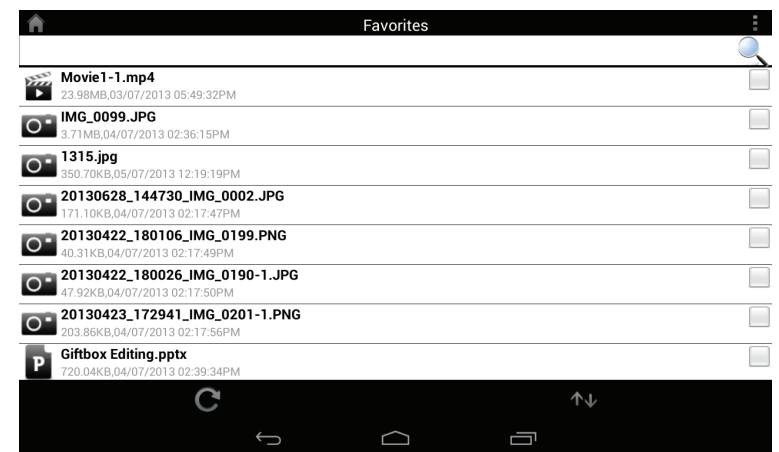 Favorites
Movie1-1.mp4
23.98MB,03/07/2013 05:49:32PM
IMG_0099.JPG
3.71MB,04/07/2013 02:36:15PM
1315.jpg
350.70KB,05/07/2013 12:19:19PM
20130628_144730_IMG_0002.JPG
171.10KB,04/07/2013 02:17:47PM
20130422_180106_IMG_0199.PNG
40.31KB,04/07/2013 02:17:49PM
20130422_180026_IMG_0190-1.JPG
47.92KB,04/07/2013 02:17:50PM
20130423_172941_IMG_0201-1.PNG
203.86KB,04/07/2013 02:17:56PM
P
Giftbox Editing.pptx
720.04KB,04/07/2013 02:39:34PM